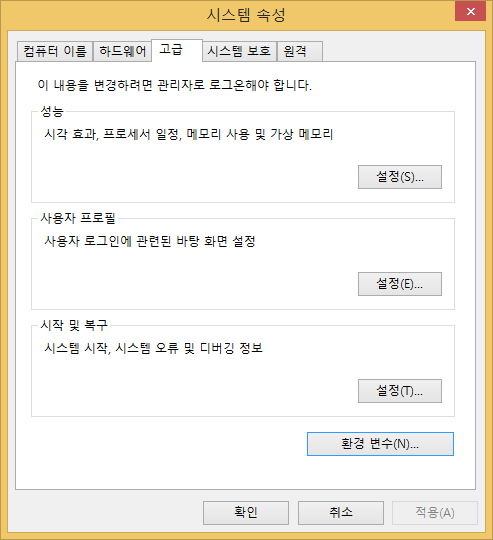 시스템 속성
컴퓨터 이름 하드웨어 고급 시스템 보호 원격
이 내용을 변경하려면 관리자로 로그온해야 합니다.
성능
시각 효과, 프로세서 일정, 메모리 사용 및 가상 메모리
설정(S)...
사용자 프로필
사용자 로그인에 관련된 바탕 화면 설정
설정(E)...
시작 및 복구
시스템 시작, 시스템 오류 및 디버깅 정보
설정(T)...
환경 변수(N)...
확인 취소 적용(A)